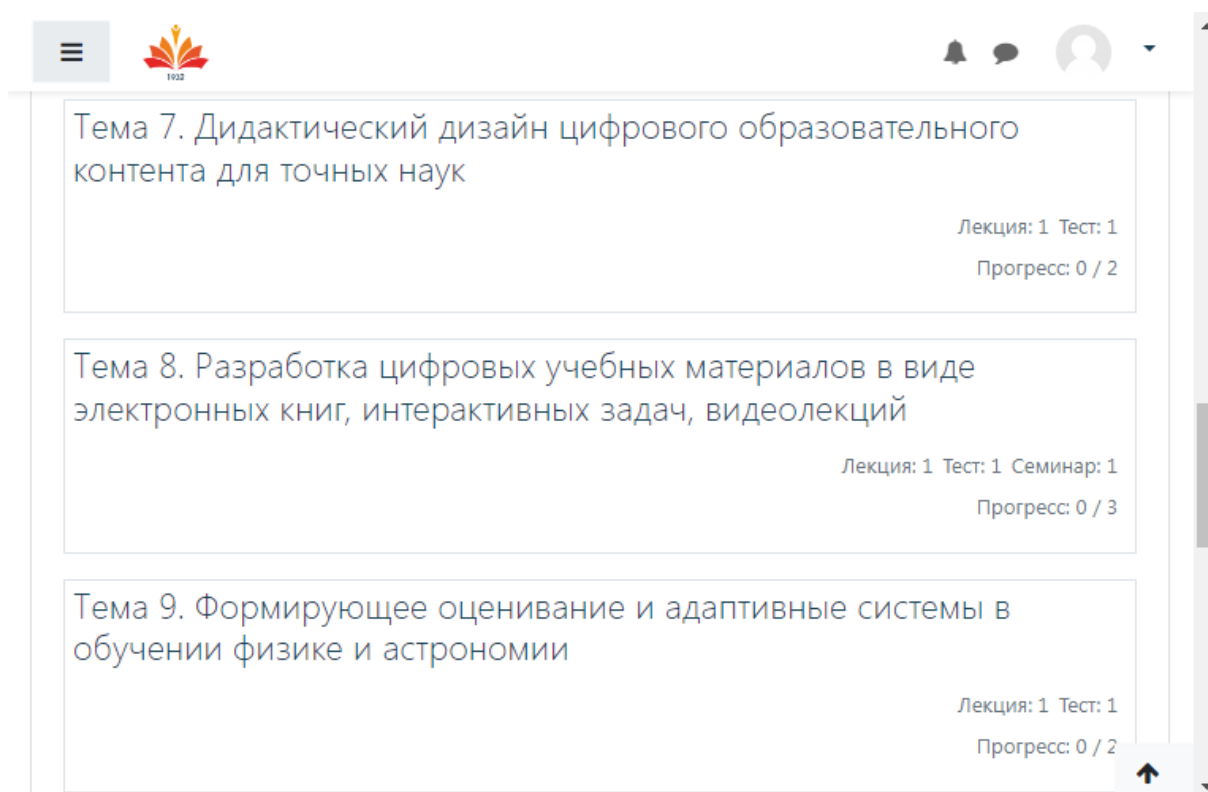 1932
Тема 7. Дидактический дизайн цифрового образовательного
контента для точных наук
Лекция: 1 Тест: 1
Прогресс: 0 / 2
Тема 8. Разработка цифровых учебных материалов в виде
электронных книг, интерактивных задач, видеолекций
Лекция: 1 Тест: 1 Семинар: 1
Прогресс: 0 / 3
Тема 9. Формирующее оценивание и адаптивные системы в
обучении физике и астрономии
Лекция: 1 Тест: 1
Прогресс: 0 / 2